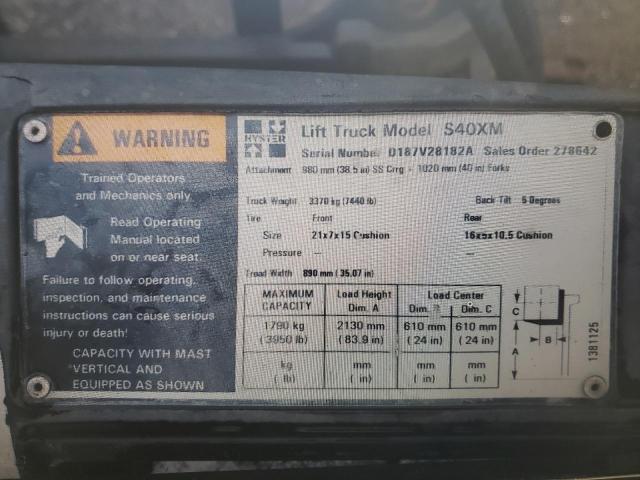 WARNING
Trained Operators
and Mechanics only
Read Operating
Manual located
on or near seat.
Failure to follow operating,
inspection, and maintenance
instructions can cause serious
injury or death!
CAPACITY WITH MAST
VERTICAL AND
EQUIPPED AS SHOWN
HYSTER
Lift Truck Model S40XM
Serial Numbe. D187V28182A Sales Order 278642
Attachment 980 mm (38.5 in) SS Crrg - 1020 mm (40 in) Forks
Truck Weight 3370 kg (7440 lb) Back Tilt 5 Degrees
Tire Front Rear
Size 21x7x15 Cushion 16x5x10.5 Cushion
Pressure — —
Tread Width 890 mm (35.07 in)
MAXIMUM CAPACITY Load Height Dim. A Load Center
Dim. Dim. C
1790 kg 2130 mm 610 mm 610 mm
(3950 lb) (83.9 in) (24 in) (24 in)
kg mm mm mm
( lb) ( in) ( in) ( in)
C
A
B
1381125